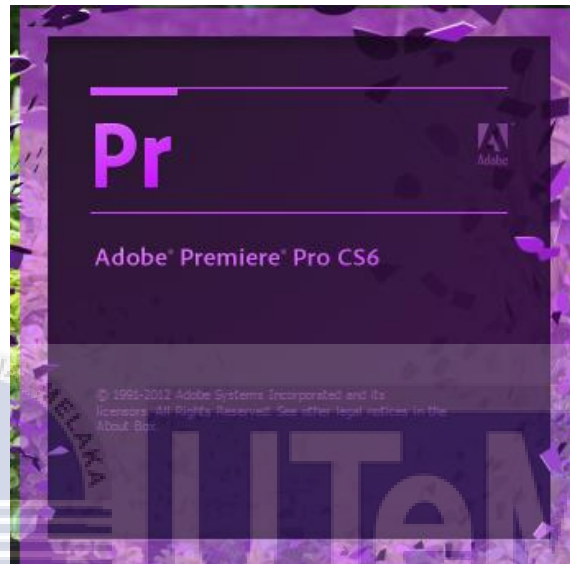 Pr
Adobe
Adobe® Premiere® Pro CS6
© 1991-2012 Adobe Systems Incorporated and its
licensors. All Rights Reserved. See other legal notices in the
About Box.
MELAKA
UTeM